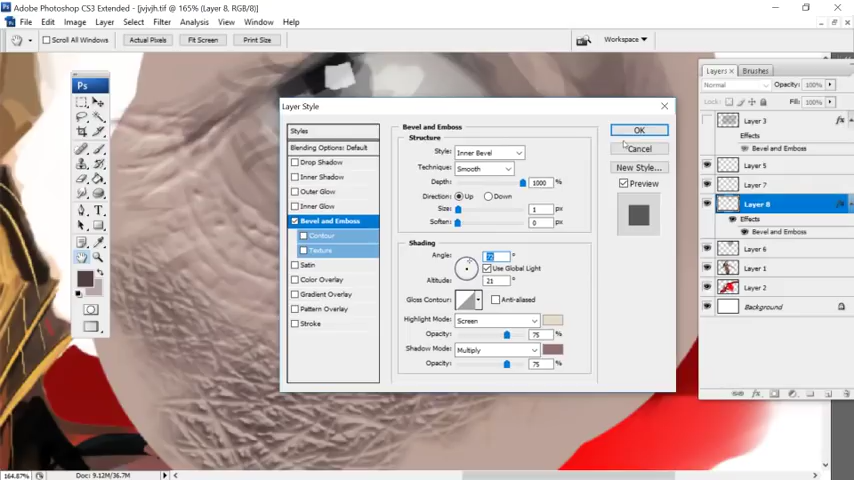 Adobe Photoshop CS3 Extended - [jvjvjh.tif @ 165% (Layer 8, RGB/8)]
File Edit Image Layer Select Filter Analysis View Window Help
Scroll All Windows Actual Pixels Fit Screen Print Size Workspace
Ps
Layer Style
Styles
Blending Options: Default
Drop Shadow
Inner Shadow
Outer Glow
Inner Glow
Bevel and Emboss
Contour
Texture
Satin
Color Overlay
Gradient Overlay
Pattern Overlay
Stroke
Bevel and Emboss
Structure
Style: Inner Bevel
Technique: Smooth
Depth: 1000 %
Direction: Up Down
Size: 1 px
Soften: 0 px
Shading
Angle: °
Use Global Light
Altitude: 21 °
Gloss Contour: Anti-aliased
Highlight Mode: Screen
Opacity: 75 %
Shadow Mode: Multiply
Opacity: 75 %
OK
Cancel
New Style...
Preview
Layers Brushes
Normal Opacity: 100%
Lock: Fill: 100%
Layer 3 fx
Effects
Bevel and Emboss
Layer 5
Layer 7
Layer 8 fx
Effects
Bevel and Emboss
Layer 6
Layer 1
Layer 2
Background
164.87% Doc: 9.12M/36.7M